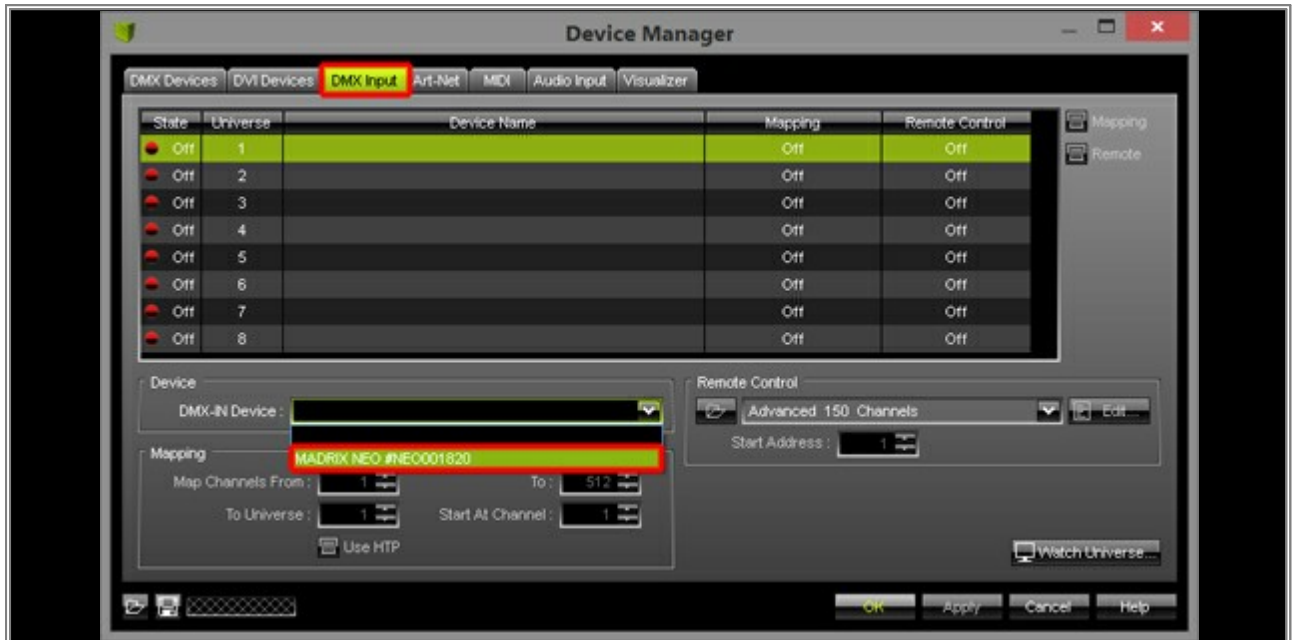 Device Manager
DMX Devices DVI Devices DMX Input Art-Net MIDI Audio Input Visualizer
State Universe Device Name Mapping Remote Control
Off 1 Off Off
Off 2 Off Off
Off 3 Off Off
Off 4 Off Off
Off 5 Off Off
Off 6 Off Off
Off 7 Off Off
Off 8 Off Off
Mapping
Remote
Device
DMX-IN Device :
MADRIX NEO #NEO001820
Mapping
Map Channels From : 1 To : 512
To Universe : 1 Start At Channel : 1
Use HTP
Remote Control
Advanced 150 Channels Edit...
Start Address : 1
Watch Universe...
OK Apply Cancel Help